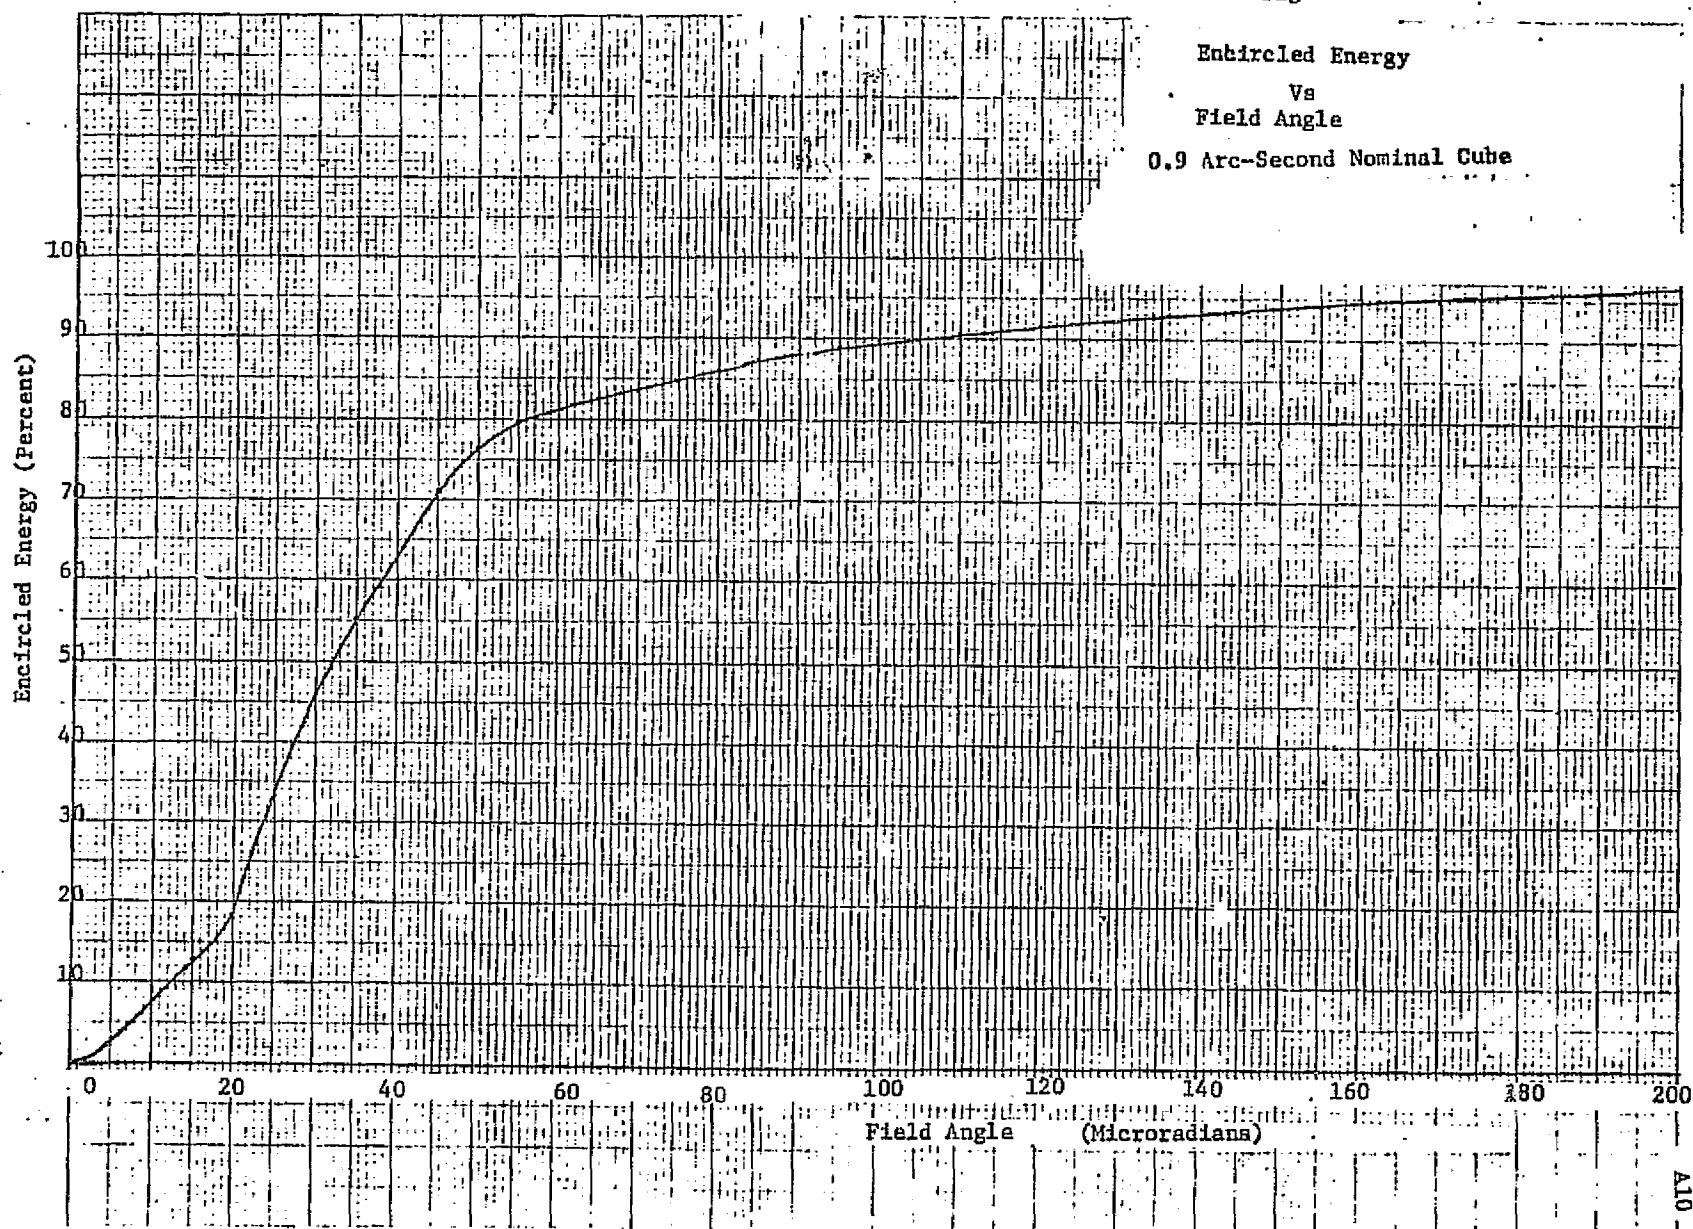 Encircled Energy
Vs
Field Angle
0.9 Arc-Second Nominal Cube
Encircled Energy (Percent)
100
90
80
70
60
50
40
30
20
10
0 20 40 60 80 100 120 140 160 180 200
Field Angle (Microradians)
A10